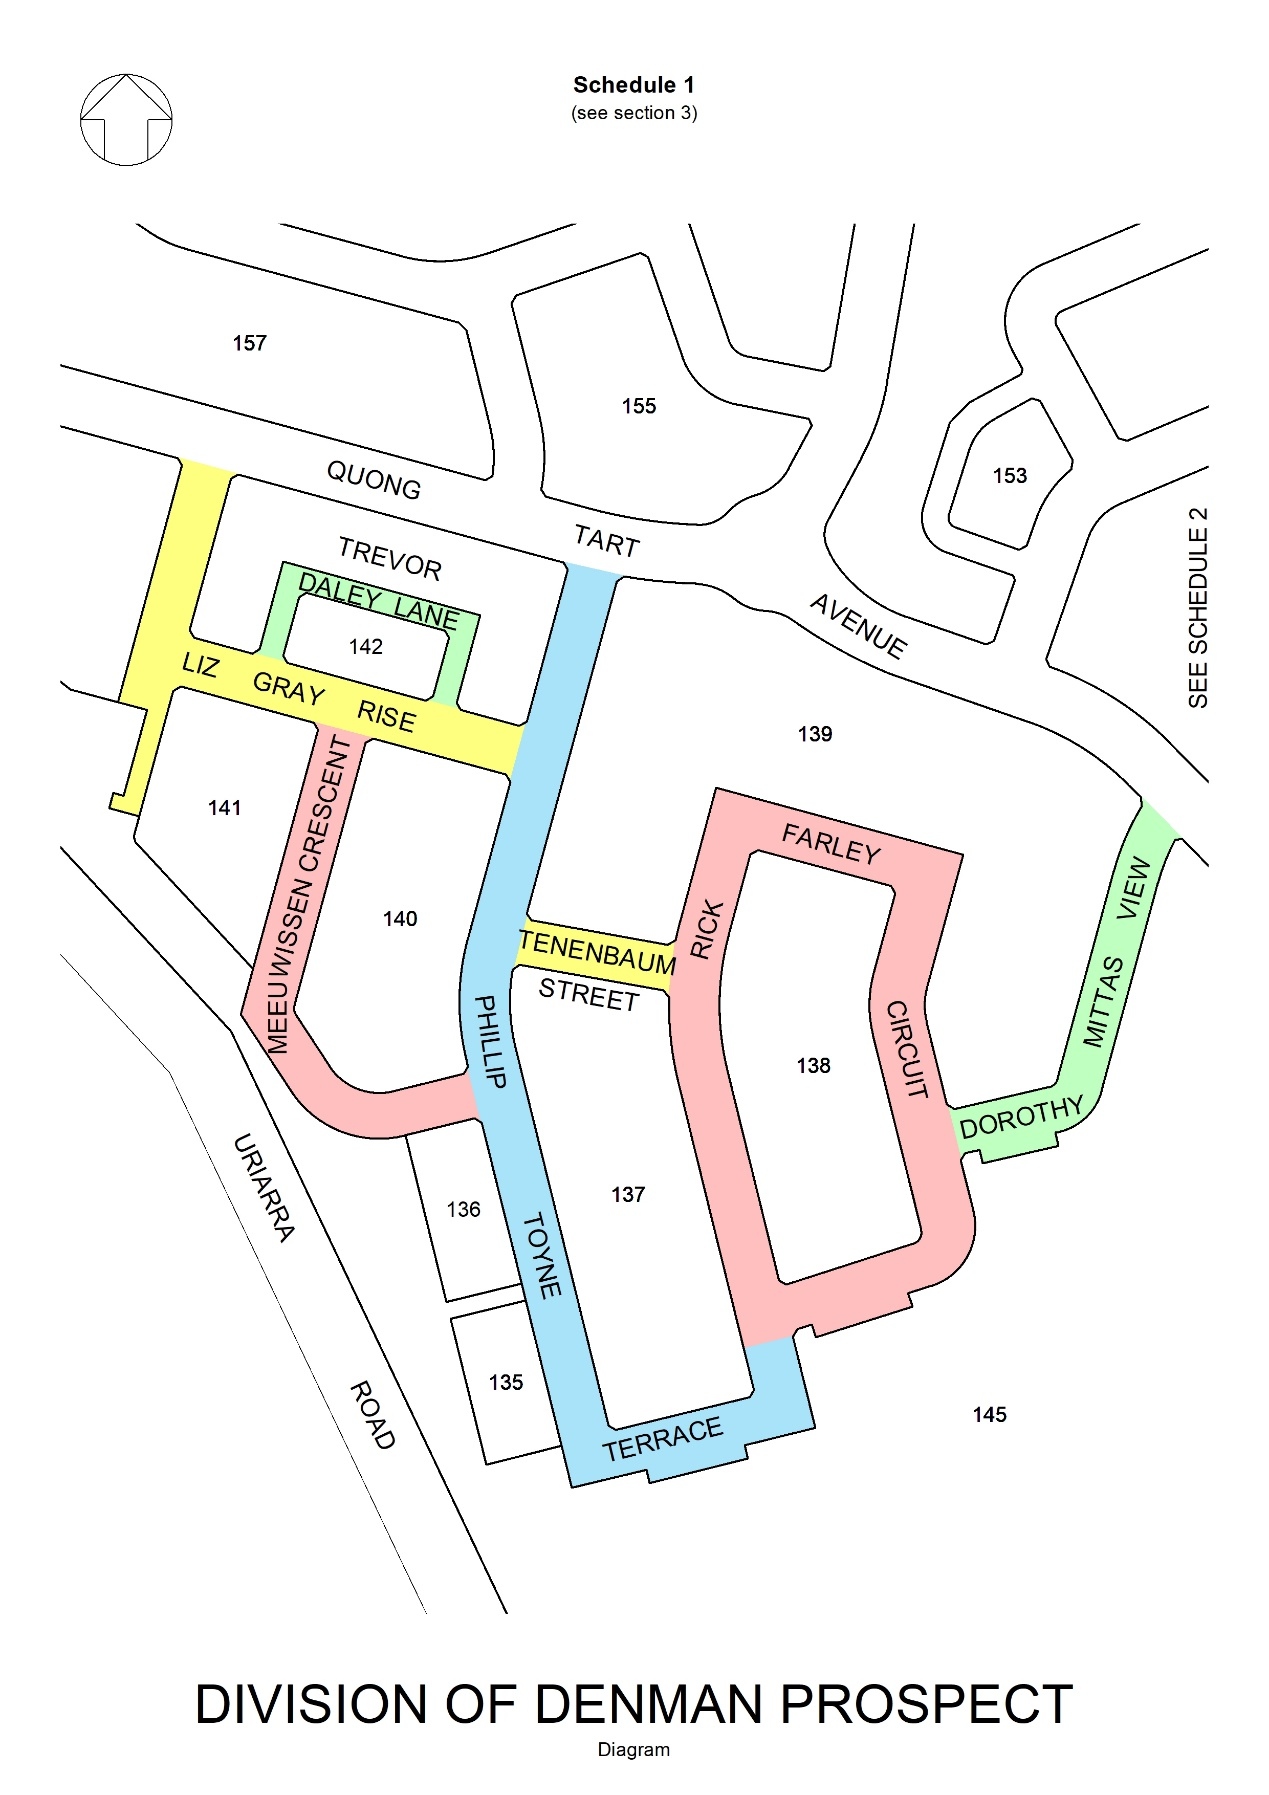 Schedule 1
(see section 3)
157
155
153
QUONG
TART
AVENUE
SEE SCHEDULE 2
TREVOR
DALEY LANE
142
LIZ GRAY RISE
139
141
MEEUWISSEN CRESCENT
140
FARLEY
RICK
CIRCUIT
VIEW
MITTAS
DOROTHY
TENENBAUM
STREET
PHILLIP
138
137
136
TOYNE
URIARRA
ROAD
135
TERRACE
145
DIVISION OF DENMAN PROSPECT
Diagram